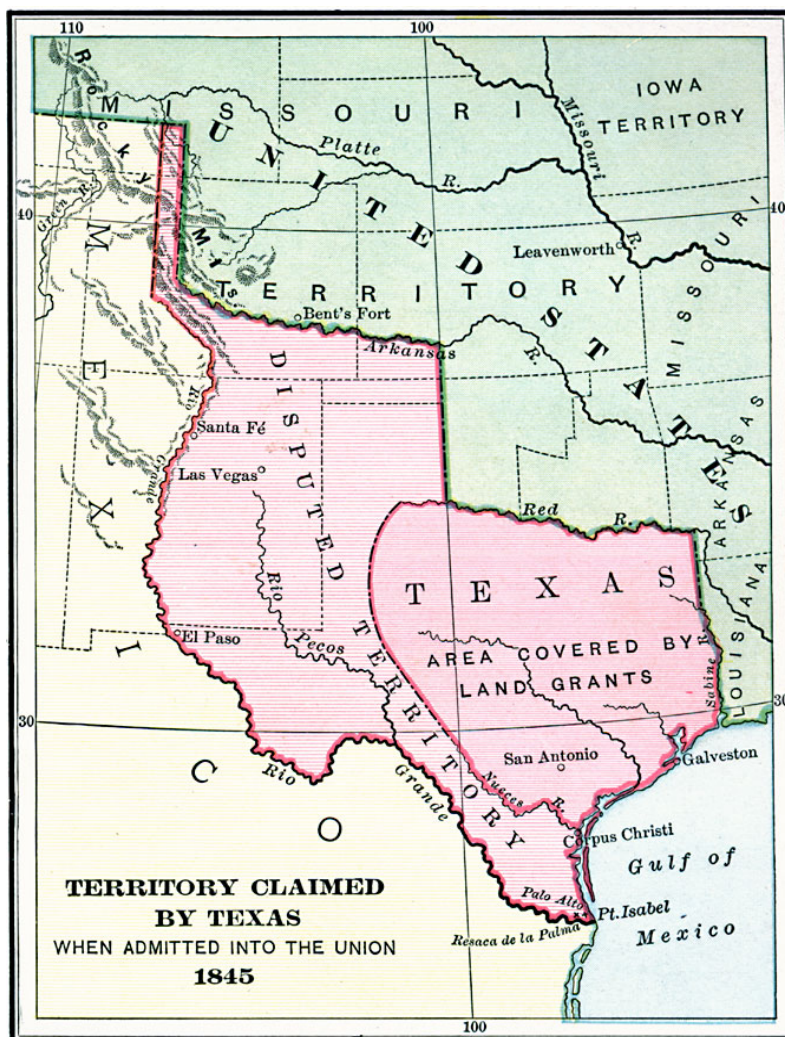 110
100
Rocky Mts.
MISSOURI
TERRITORY
UNITED STATES
IOWA
TERRITORY
Missouri
R.
Platte
R.
Green R.
40
40
Leavenworth
MISSOURI
ARKANSAS
LOUISIANA
Bent's Fort
Arkansas
R.
MEXICO
DISPUTED TERRITORY
Rio
Grande
Santa Fé
Las Vegas
Red
R.
TEXAS
AREA COVERED BY
LAND GRANTS
Rio
Pecos
El Paso
Sabine R.
30
30
San Antonio
Galveston
Nueces
R.
Rio
Grande
Corpus Christi
Gulf of
Mexico
Palo Alto
Pt. Isabel
Resaca de la Palma
TERRITORY CLAIMED
BY TEXAS
WHEN ADMITTED INTO THE UNION
1845
100